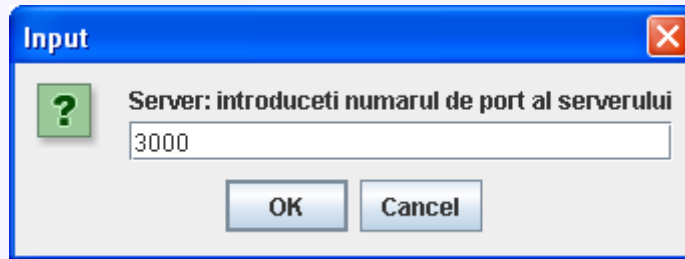 Input
Server: introduceti numarul de port al serverului
3000
OK Cancel